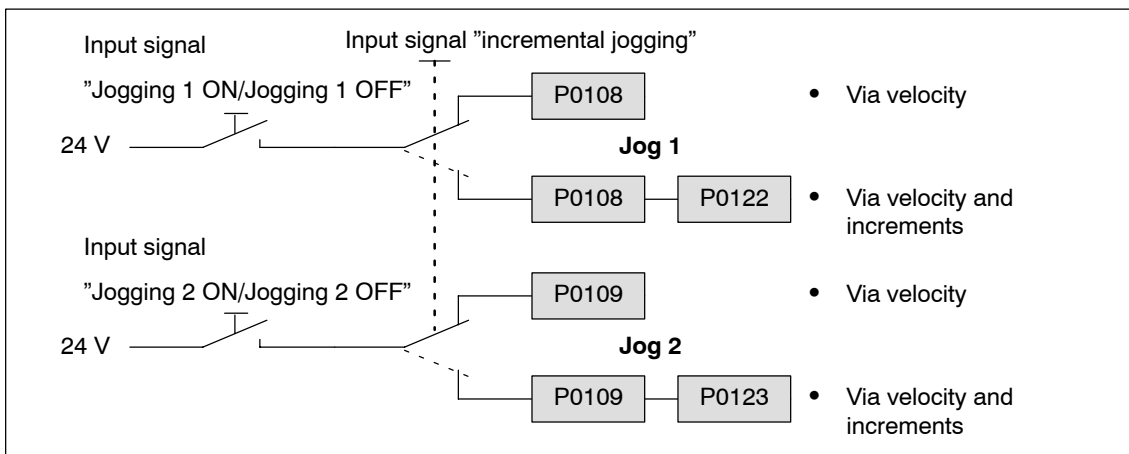 Input signal
Input signal ”incremental jogging”
”Jogging 1 ON/Jogging 1 OFF”
P0108
• Via velocity
24 V
Jog 1
P0108
P0122
• Via velocity and
increments
Input signal
”Jogging 2 ON/Jogging 2 OFF”
P0109
• Via velocity
24 V
Jog 2
P0109
P0123
• Via velocity and
increments